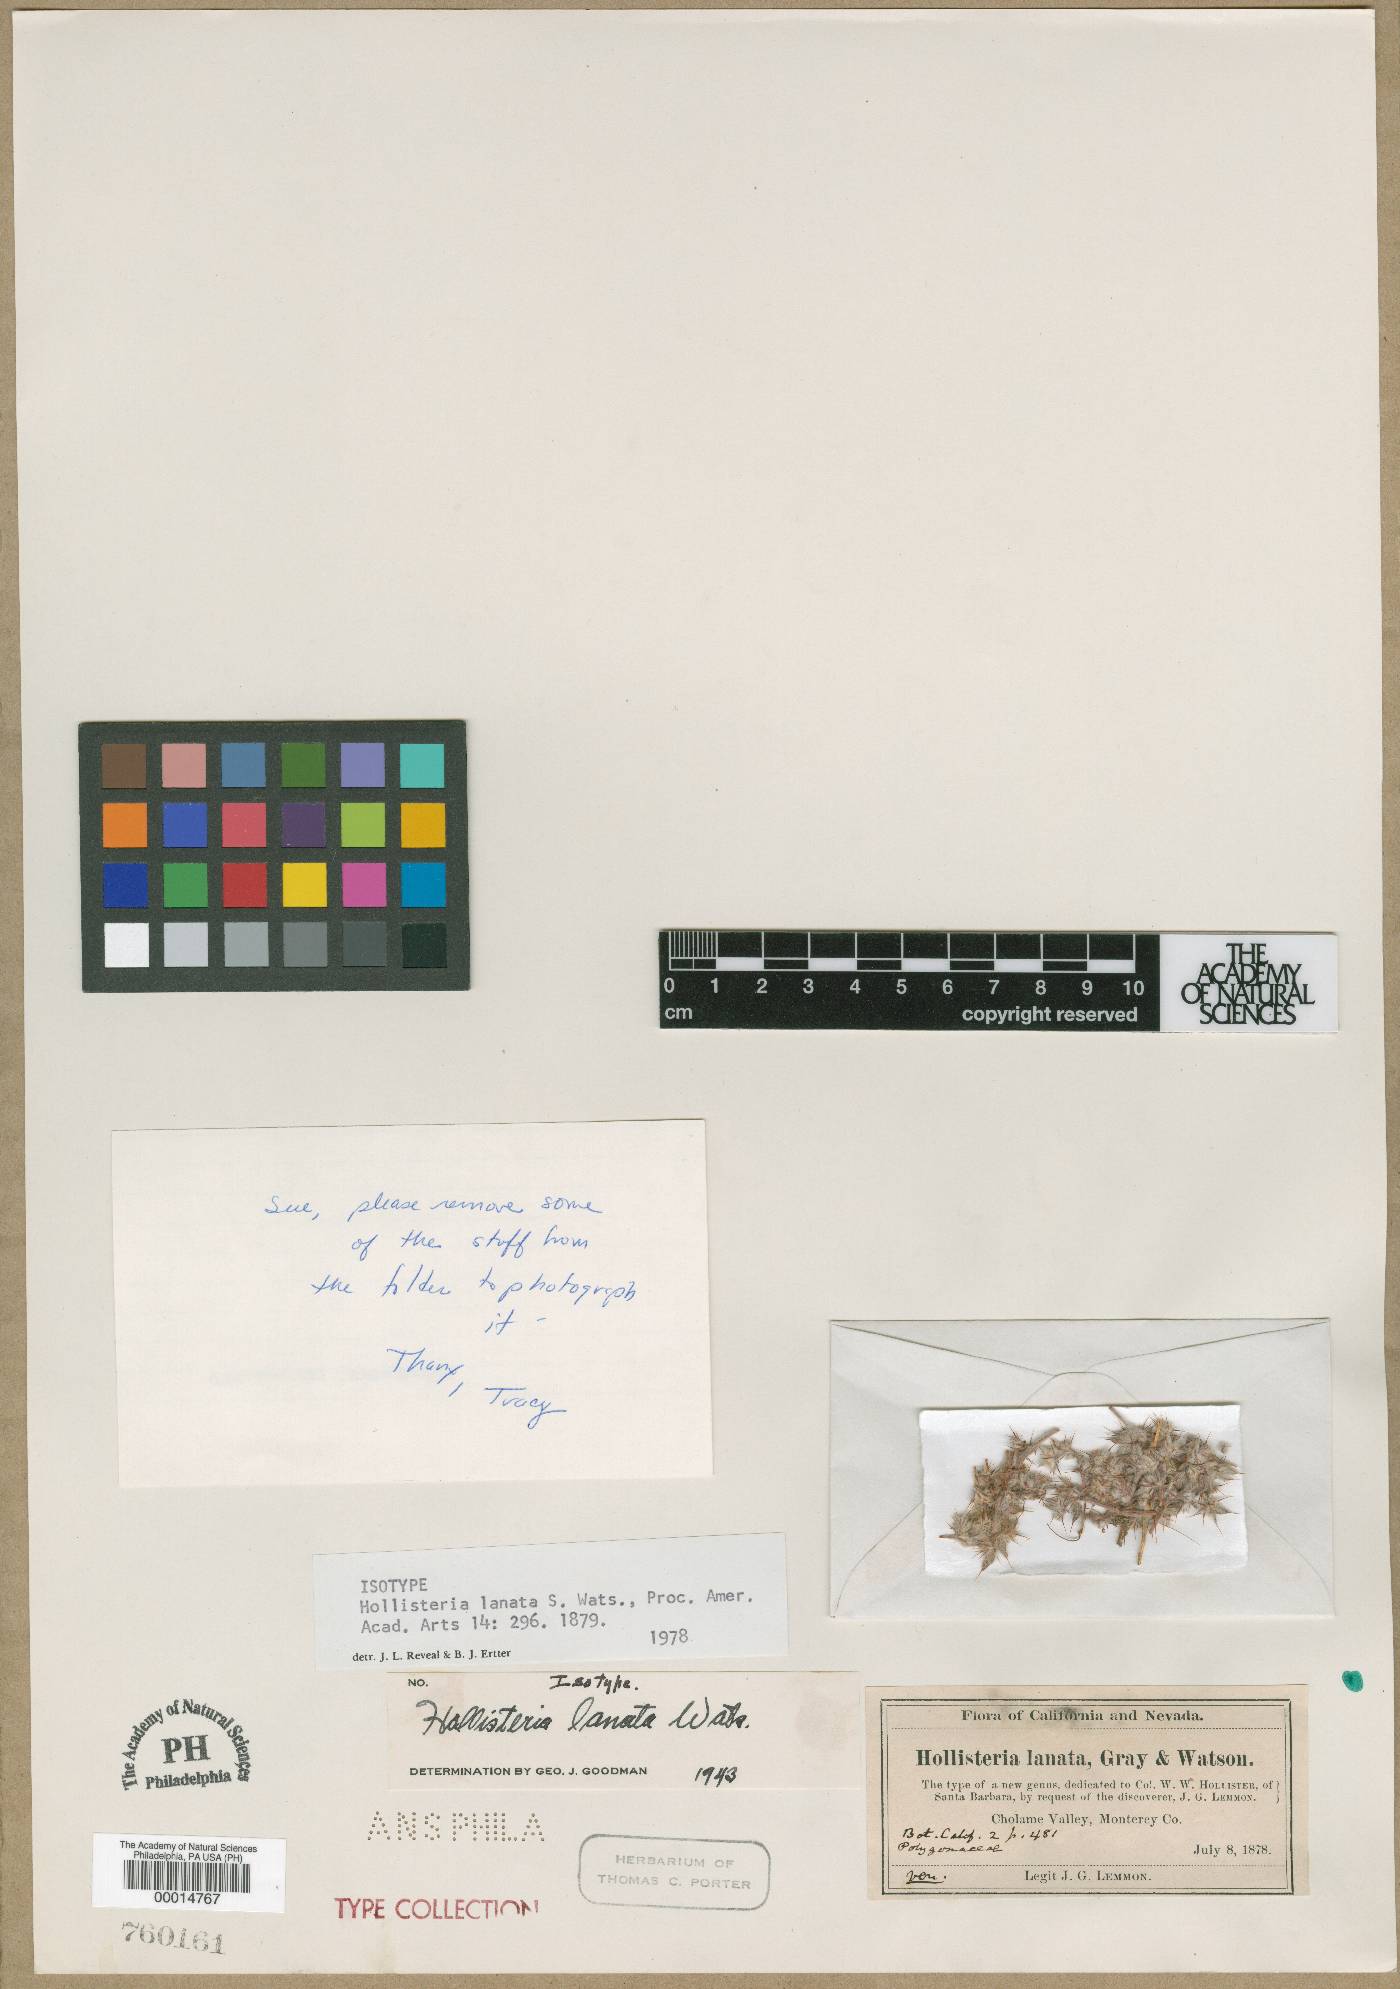 0 1 2 3 4 5 6 7 8 9 10
cm
copyright reserved
THE
ACADEMY
OF NATURAL
SCIENCES
Sue, please remove some
of the stuff from
the folder to photograph
it –
Thanx,
Tracy
ISOTYPE
Hollisteria lanata S. Wats., Proc. Amer.
Acad. Arts 14: 296. 1879.
1978
detr. J. L. Reveal & B. J. Ertter
NO.
Isotype.
Hollisteria lanata Wats.
DETERMINATION BY GEO. J. GOODMAN 1943
The Academy of Natural Sciences
PH
Philadelphia
ANS PHILA
The Academy of Natural Sciences
Philadelphia, PA USA (PH)
00014767
760161
TYPE COLLECTION
HERBARIUM OF
THOMAS C. PORTER
Flora of California and Nevada.
Hollisteria lanata, Gray & Watson.
The type of a new genus, dedicated to Col. W. W. HOLLISTER, of
Santa Barbara, by request of the discoverer, J. G. LEMMON.
Cholame Valley, Monterey Co.
Bot. Calif. 2 p. 481
Polygonaceae
July 8, 1878.
Legit J. G. LEMMON.